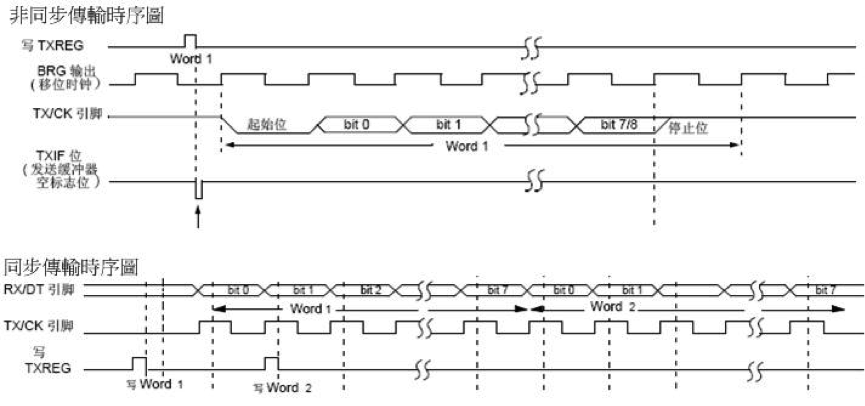 非同步傳輸時序圖
写 TXREG
Word 1
BRG 输出
(移位时钟)
TX/CK 引脚
起始位
bit 0
bit 1
bit 7/8
停止位
Word 1
TXIF 位
(发送缓冲器
空标志位)
同步傳輸時序圖
RX/DT 引脚
bit 0
bit 1
bit 2
bit 7
bit 0
bit 1
bit 7
Word 1
Word 2
TX/CK 引脚
写
TXREG
写 Word 1
写 Word 2